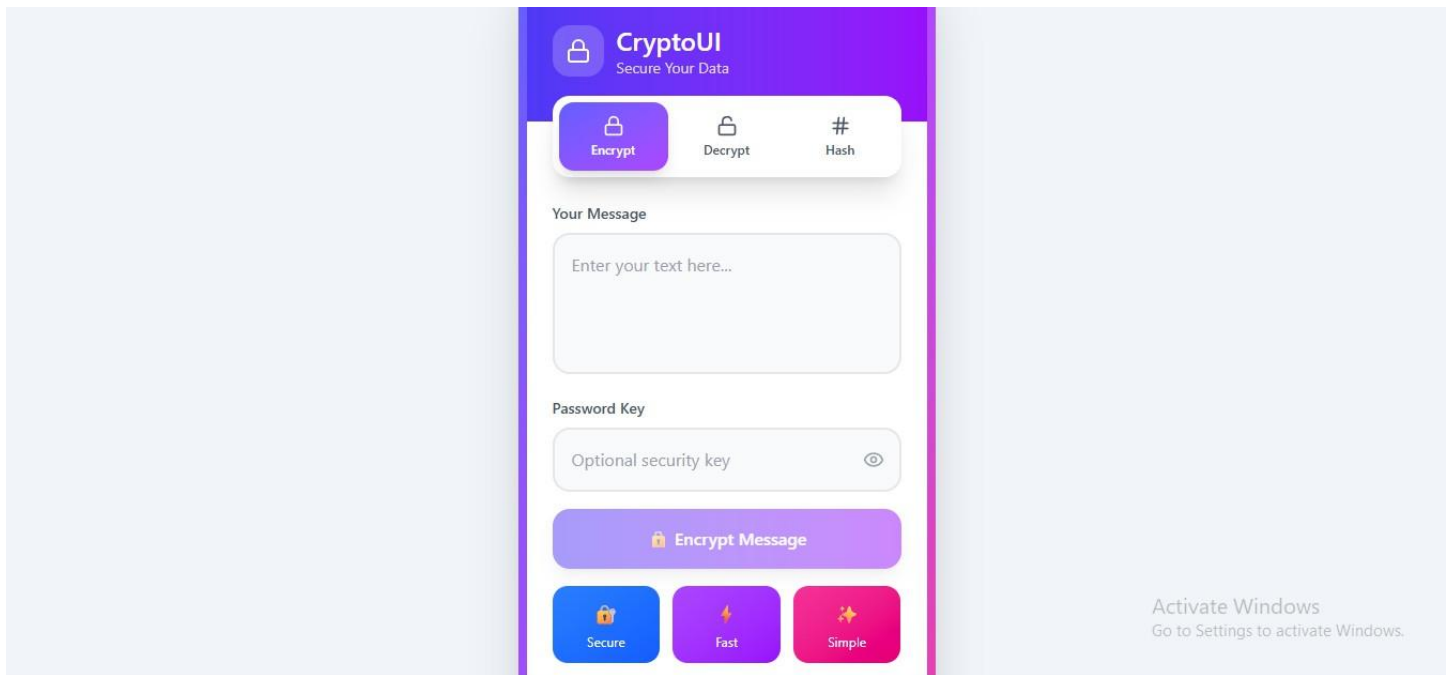 CryptoUI
Secure Your Data
Encrypt
Decrypt
# Hash
Your Message
Enter your text here...
Password Key
Optional security key
Encrypt Message
Secure
Fast
Simple
Activate Windows
Go to Settings to activate Windows.